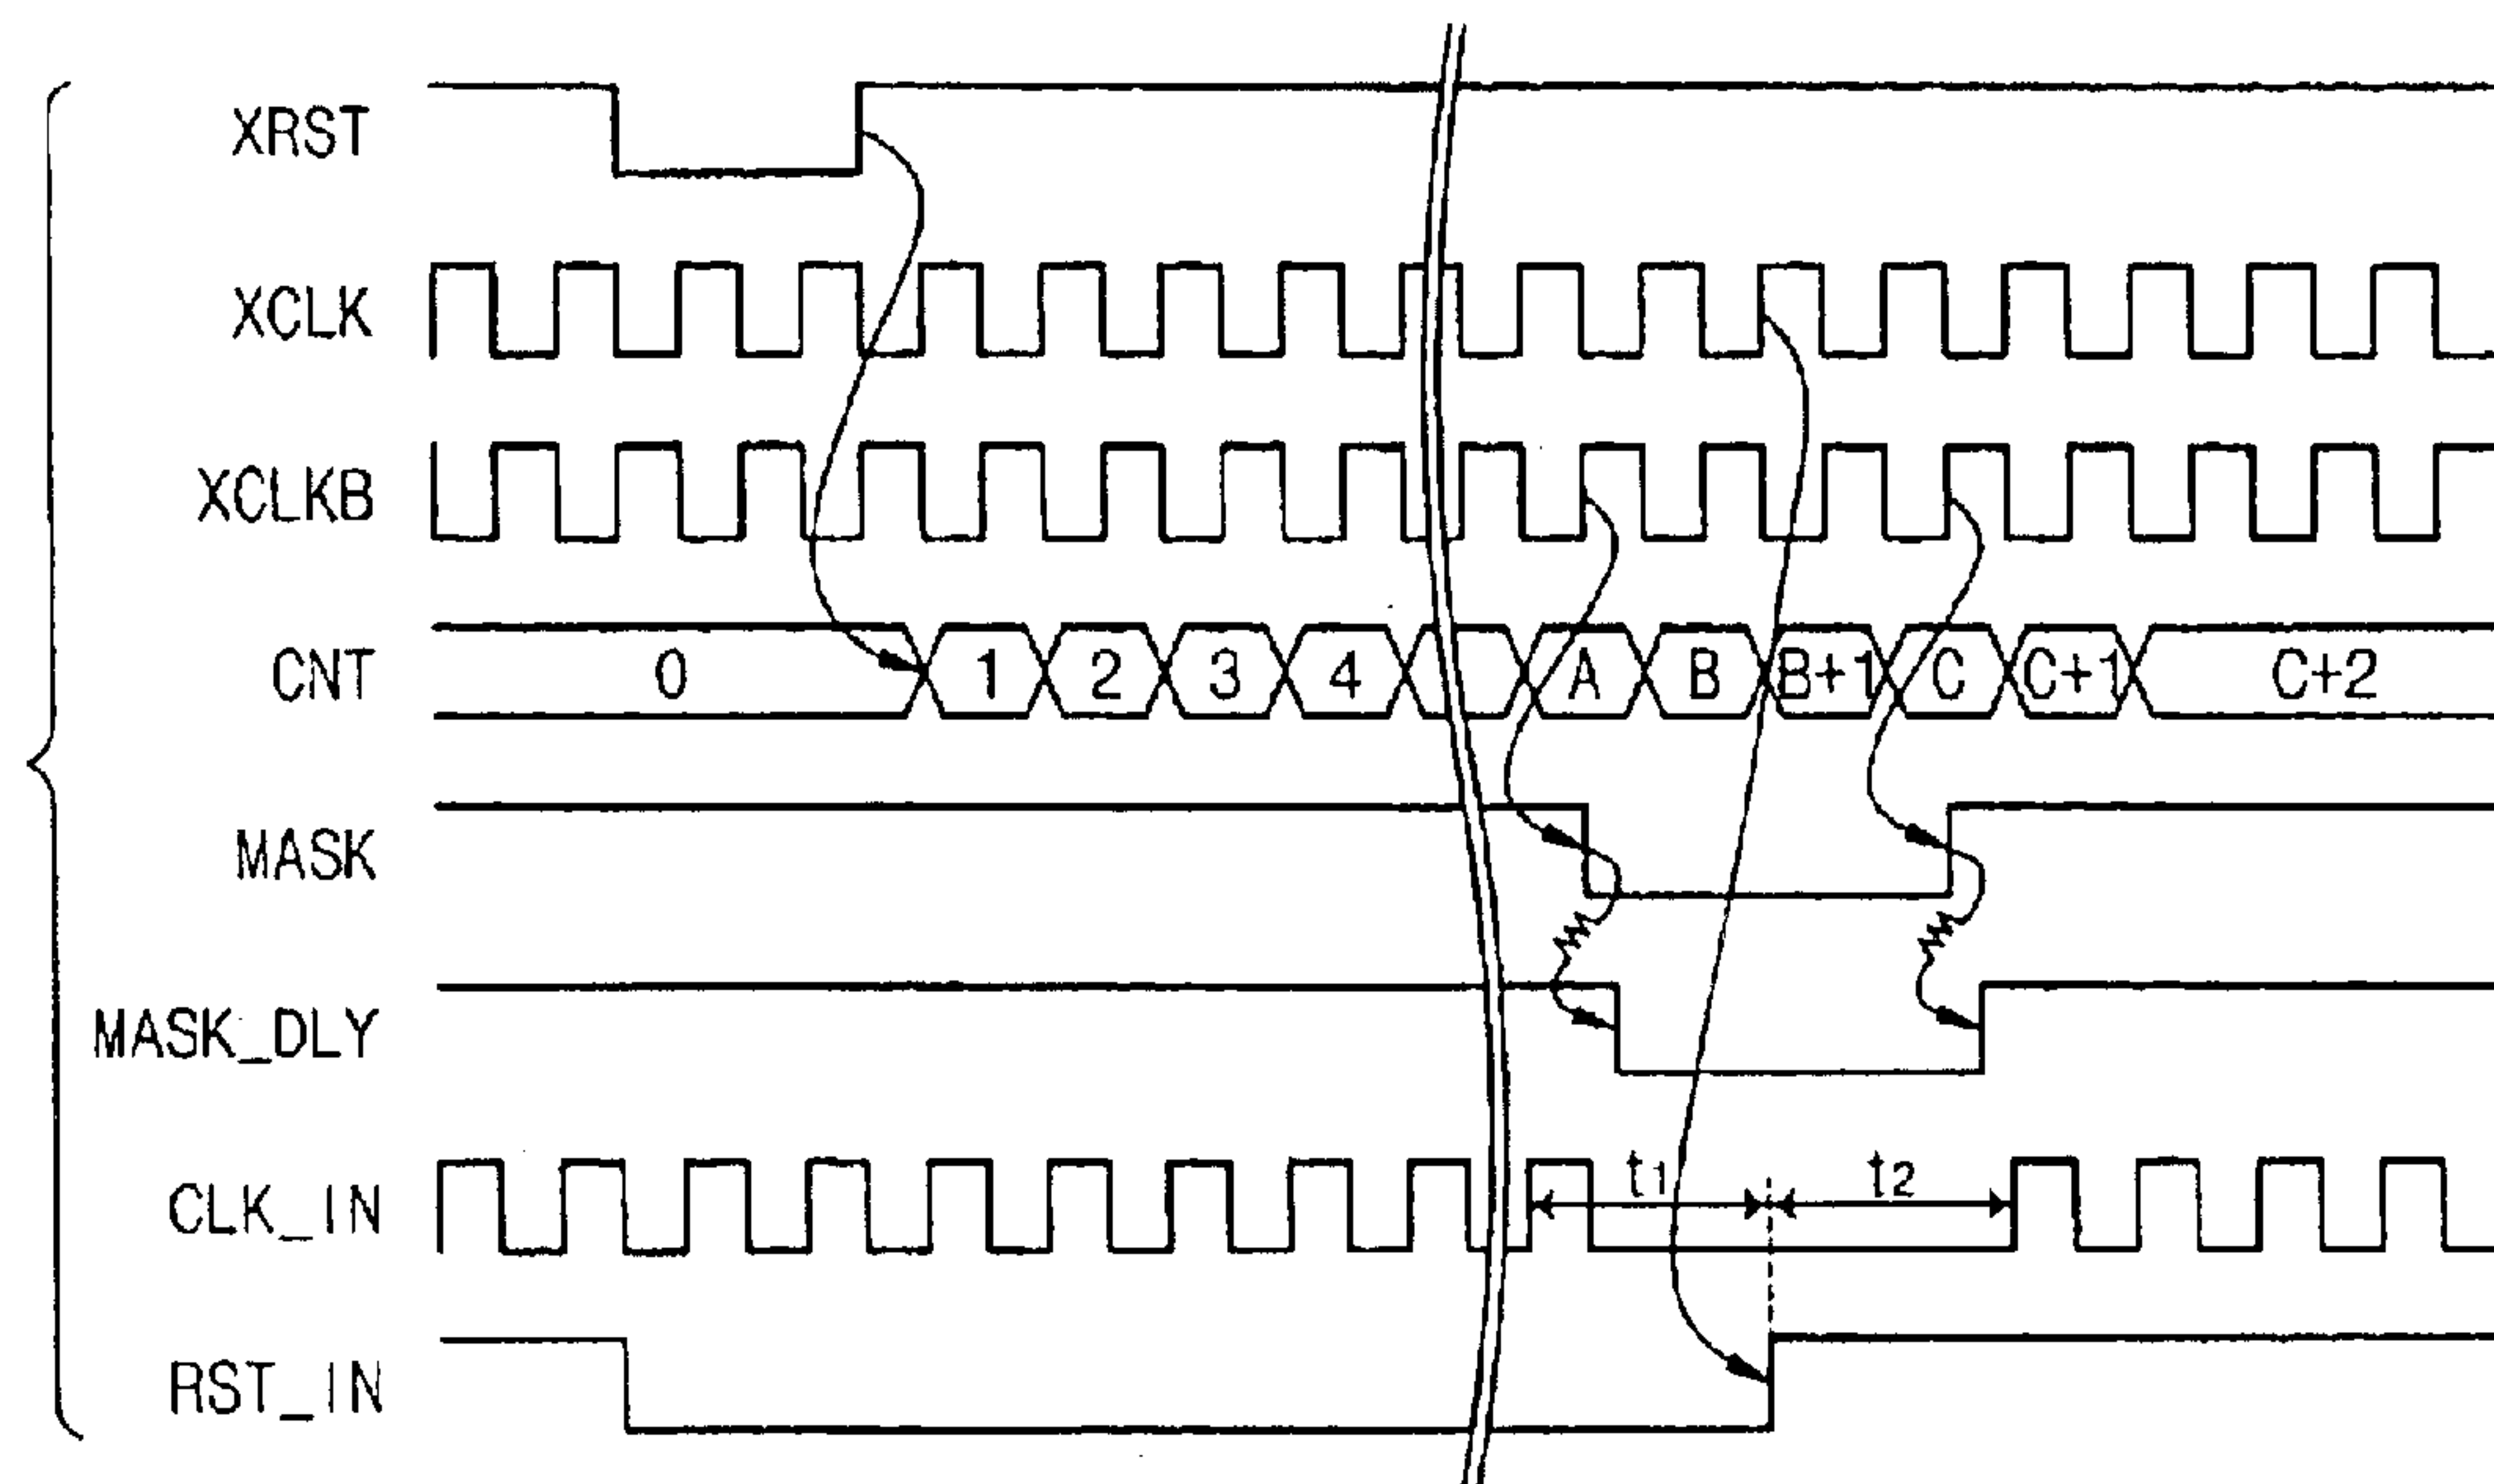 XRST
XCLK
XCLKB
CNT 0 1 2 3 4 A B B+1 C C+1 C+2
MASK
MASK_DLY
CLK_IN t1 t2
RST_IN